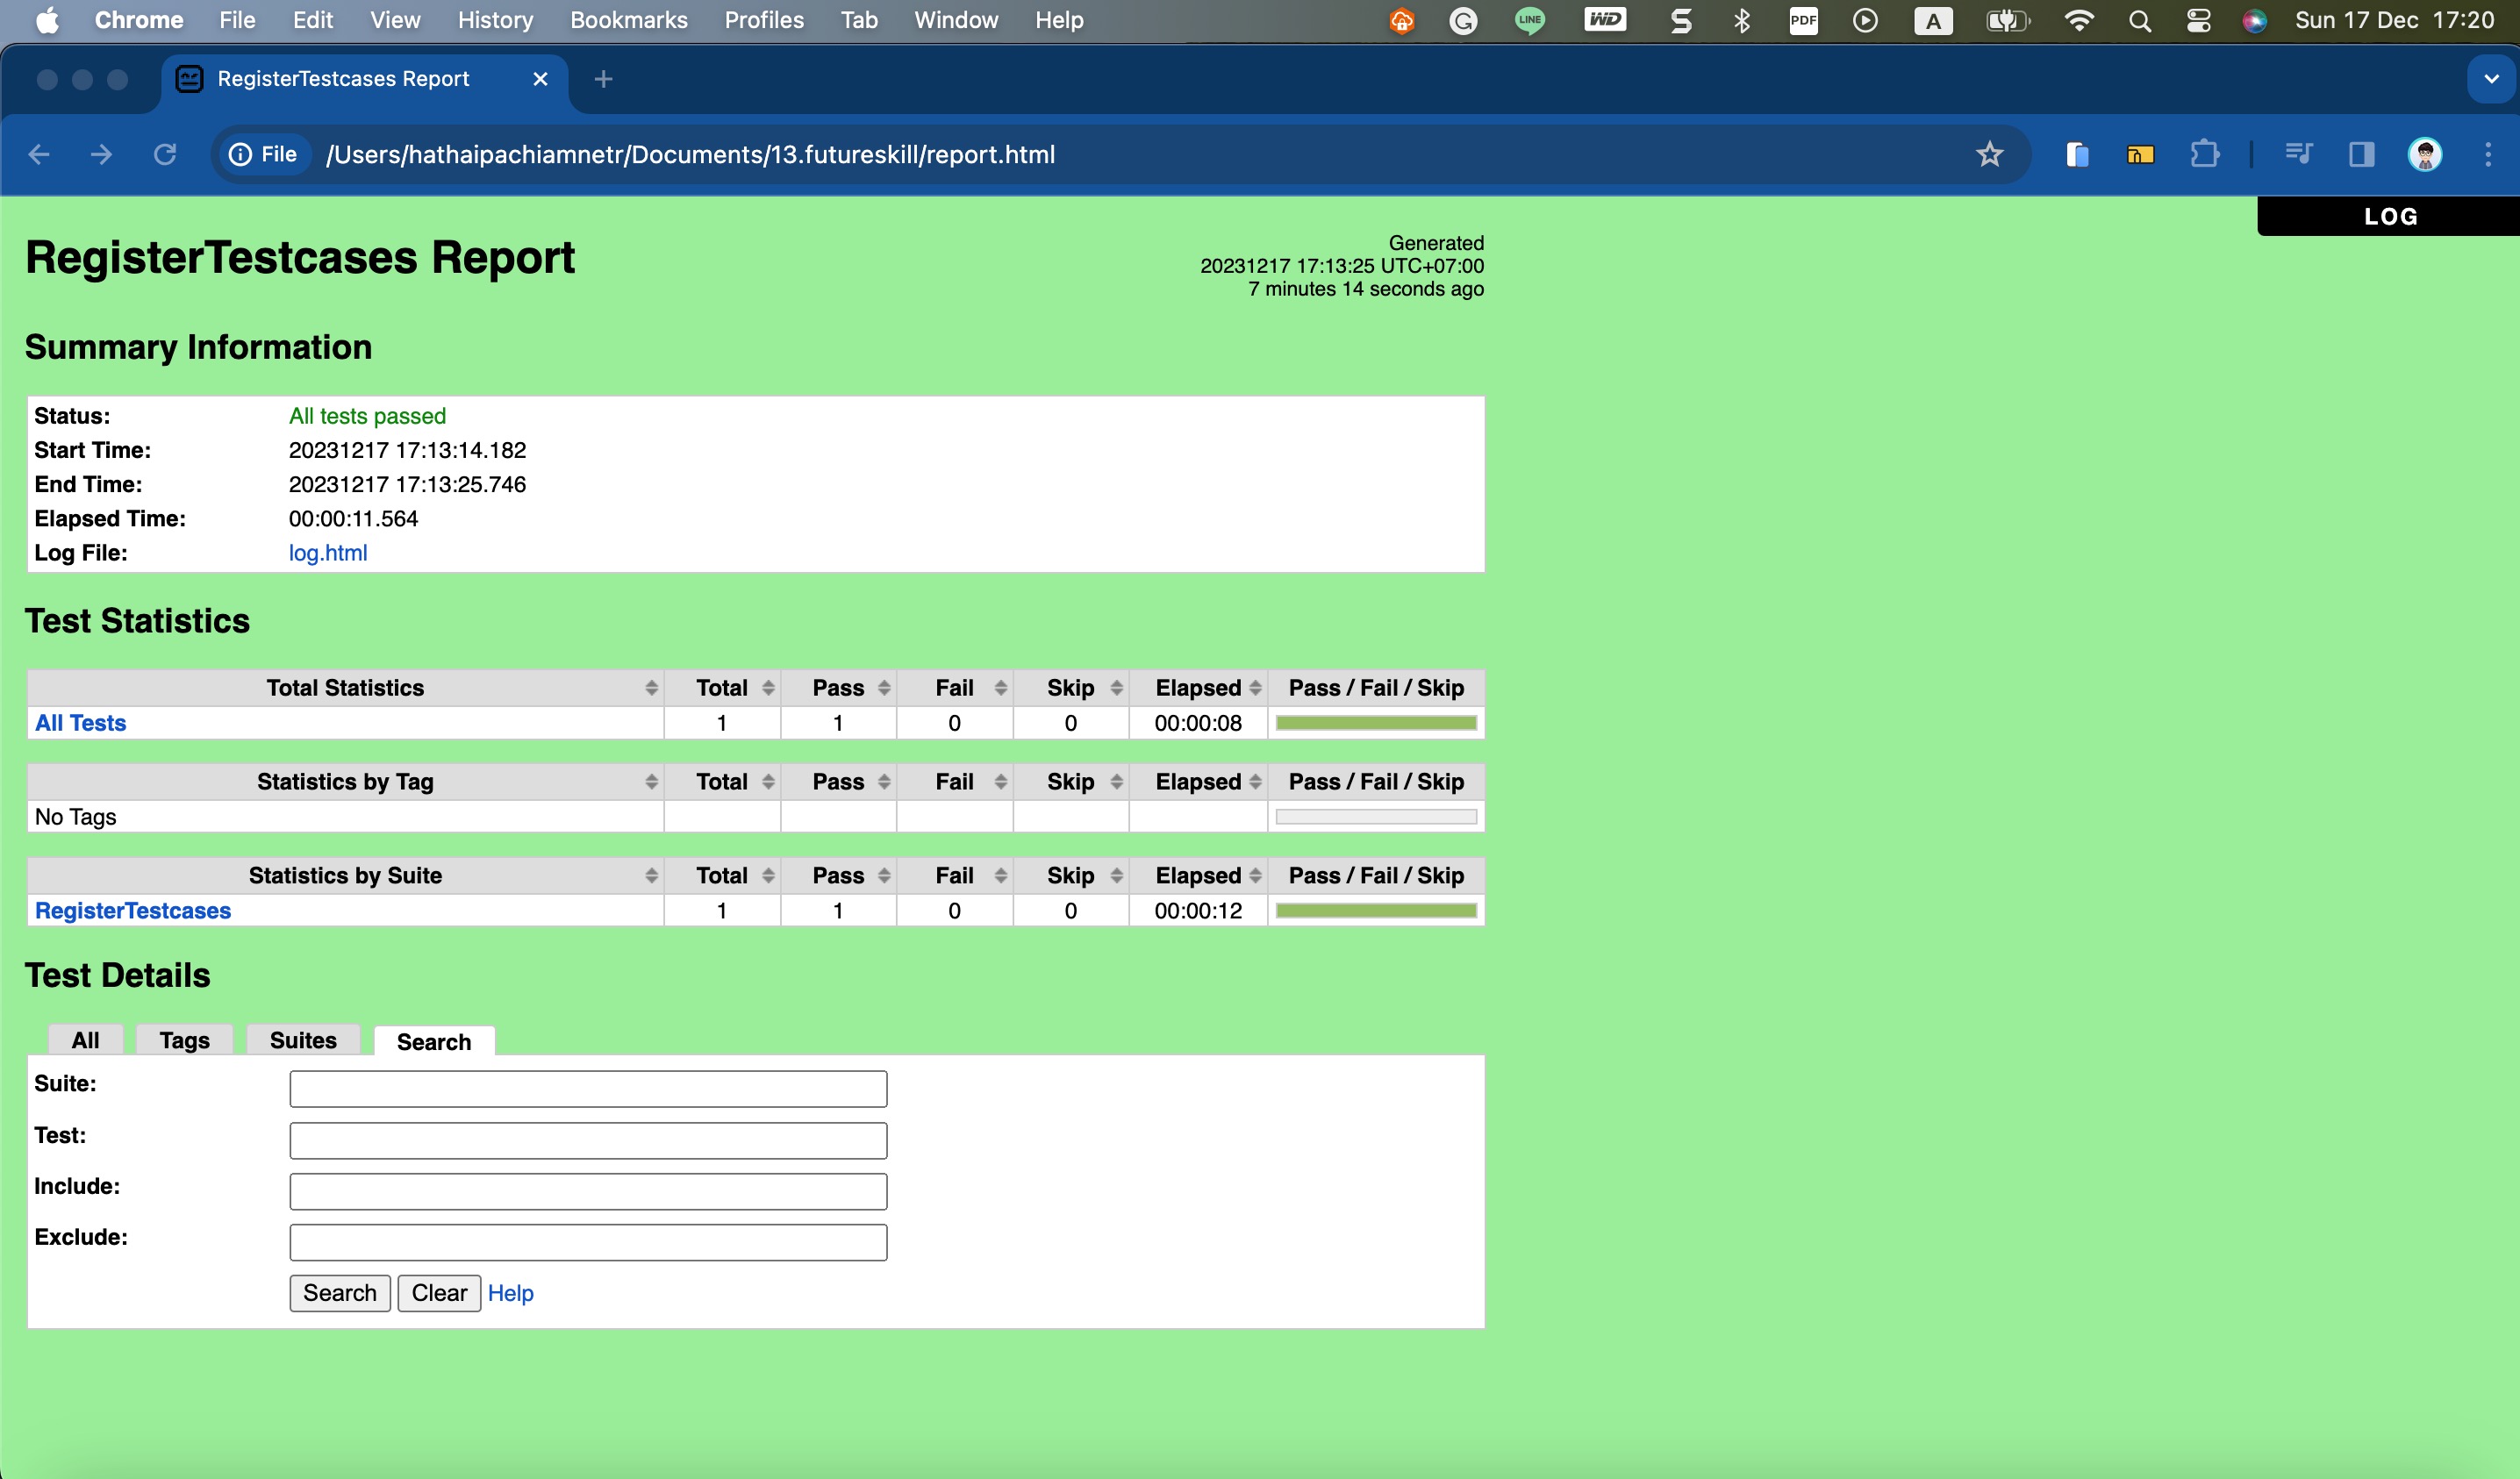 Chrome File Edit View History Bookmarks Profiles Tab Window Help LINE WD PDF A Sun 17 Dec 17:20
RegisterTestcases Report
File /Users/hathaipachiamnetr/Documents/13.futureskill/report.html
LOG
RegisterTestcases Report
Generated
20231217 17:13:25 UTC+07:00
7 minutes 14 seconds ago
Summary Information
Status: All tests passed
Start Time: 20231217 17:13:14.182
End Time: 20231217 17:13:25.746
Elapsed Time: 00:00:11.564
Log File: log.html
Test Statistics
Total Statistics Total Pass Fail Skip Elapsed Pass / Fail / Skip
All Tests 1 1 0 0 00:00:08
Statistics by Tag Total Pass Fail Skip Elapsed Pass / Fail / Skip
No Tags
Statistics by Suite Total Pass Fail Skip Elapsed Pass / Fail / Skip
RegisterTestcases 1 1 0 0 00:00:12
Test Details
All Tags Suites Search
Suite:
Test:
Include:
Exclude:
Search Clear Help